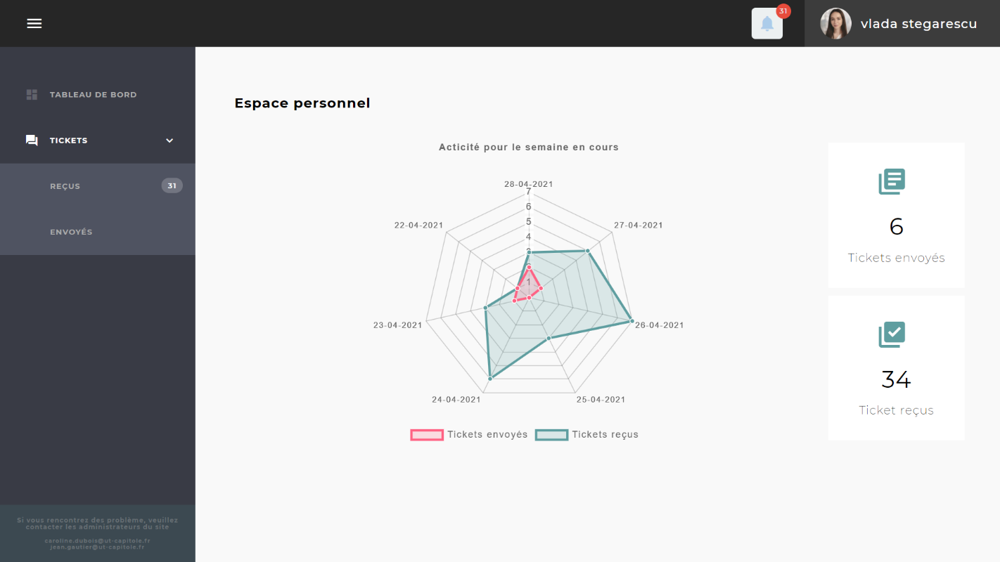 31
vlada stegarescu
TABLEAU DE BORD
TICKETS
REÇUS 31
ENVOYÉS
Espace personnel
Acticité pour le semaine en cours
28-04-2021
7
6
5
4
3
2
1
22-04-2021
27-04-2021
23-04-2021
26-04-2021
24-04-2021
25-04-2021
Tickets envoyés
Tickets reçus
6
Tickets envoyés
34
Ticket reçus
Si vous rencontrez des problème, veuillez
contacter les administrateurs du site
caroline.dubois@ut-capitole.fr
jean.gautier@ut-capitole.fr